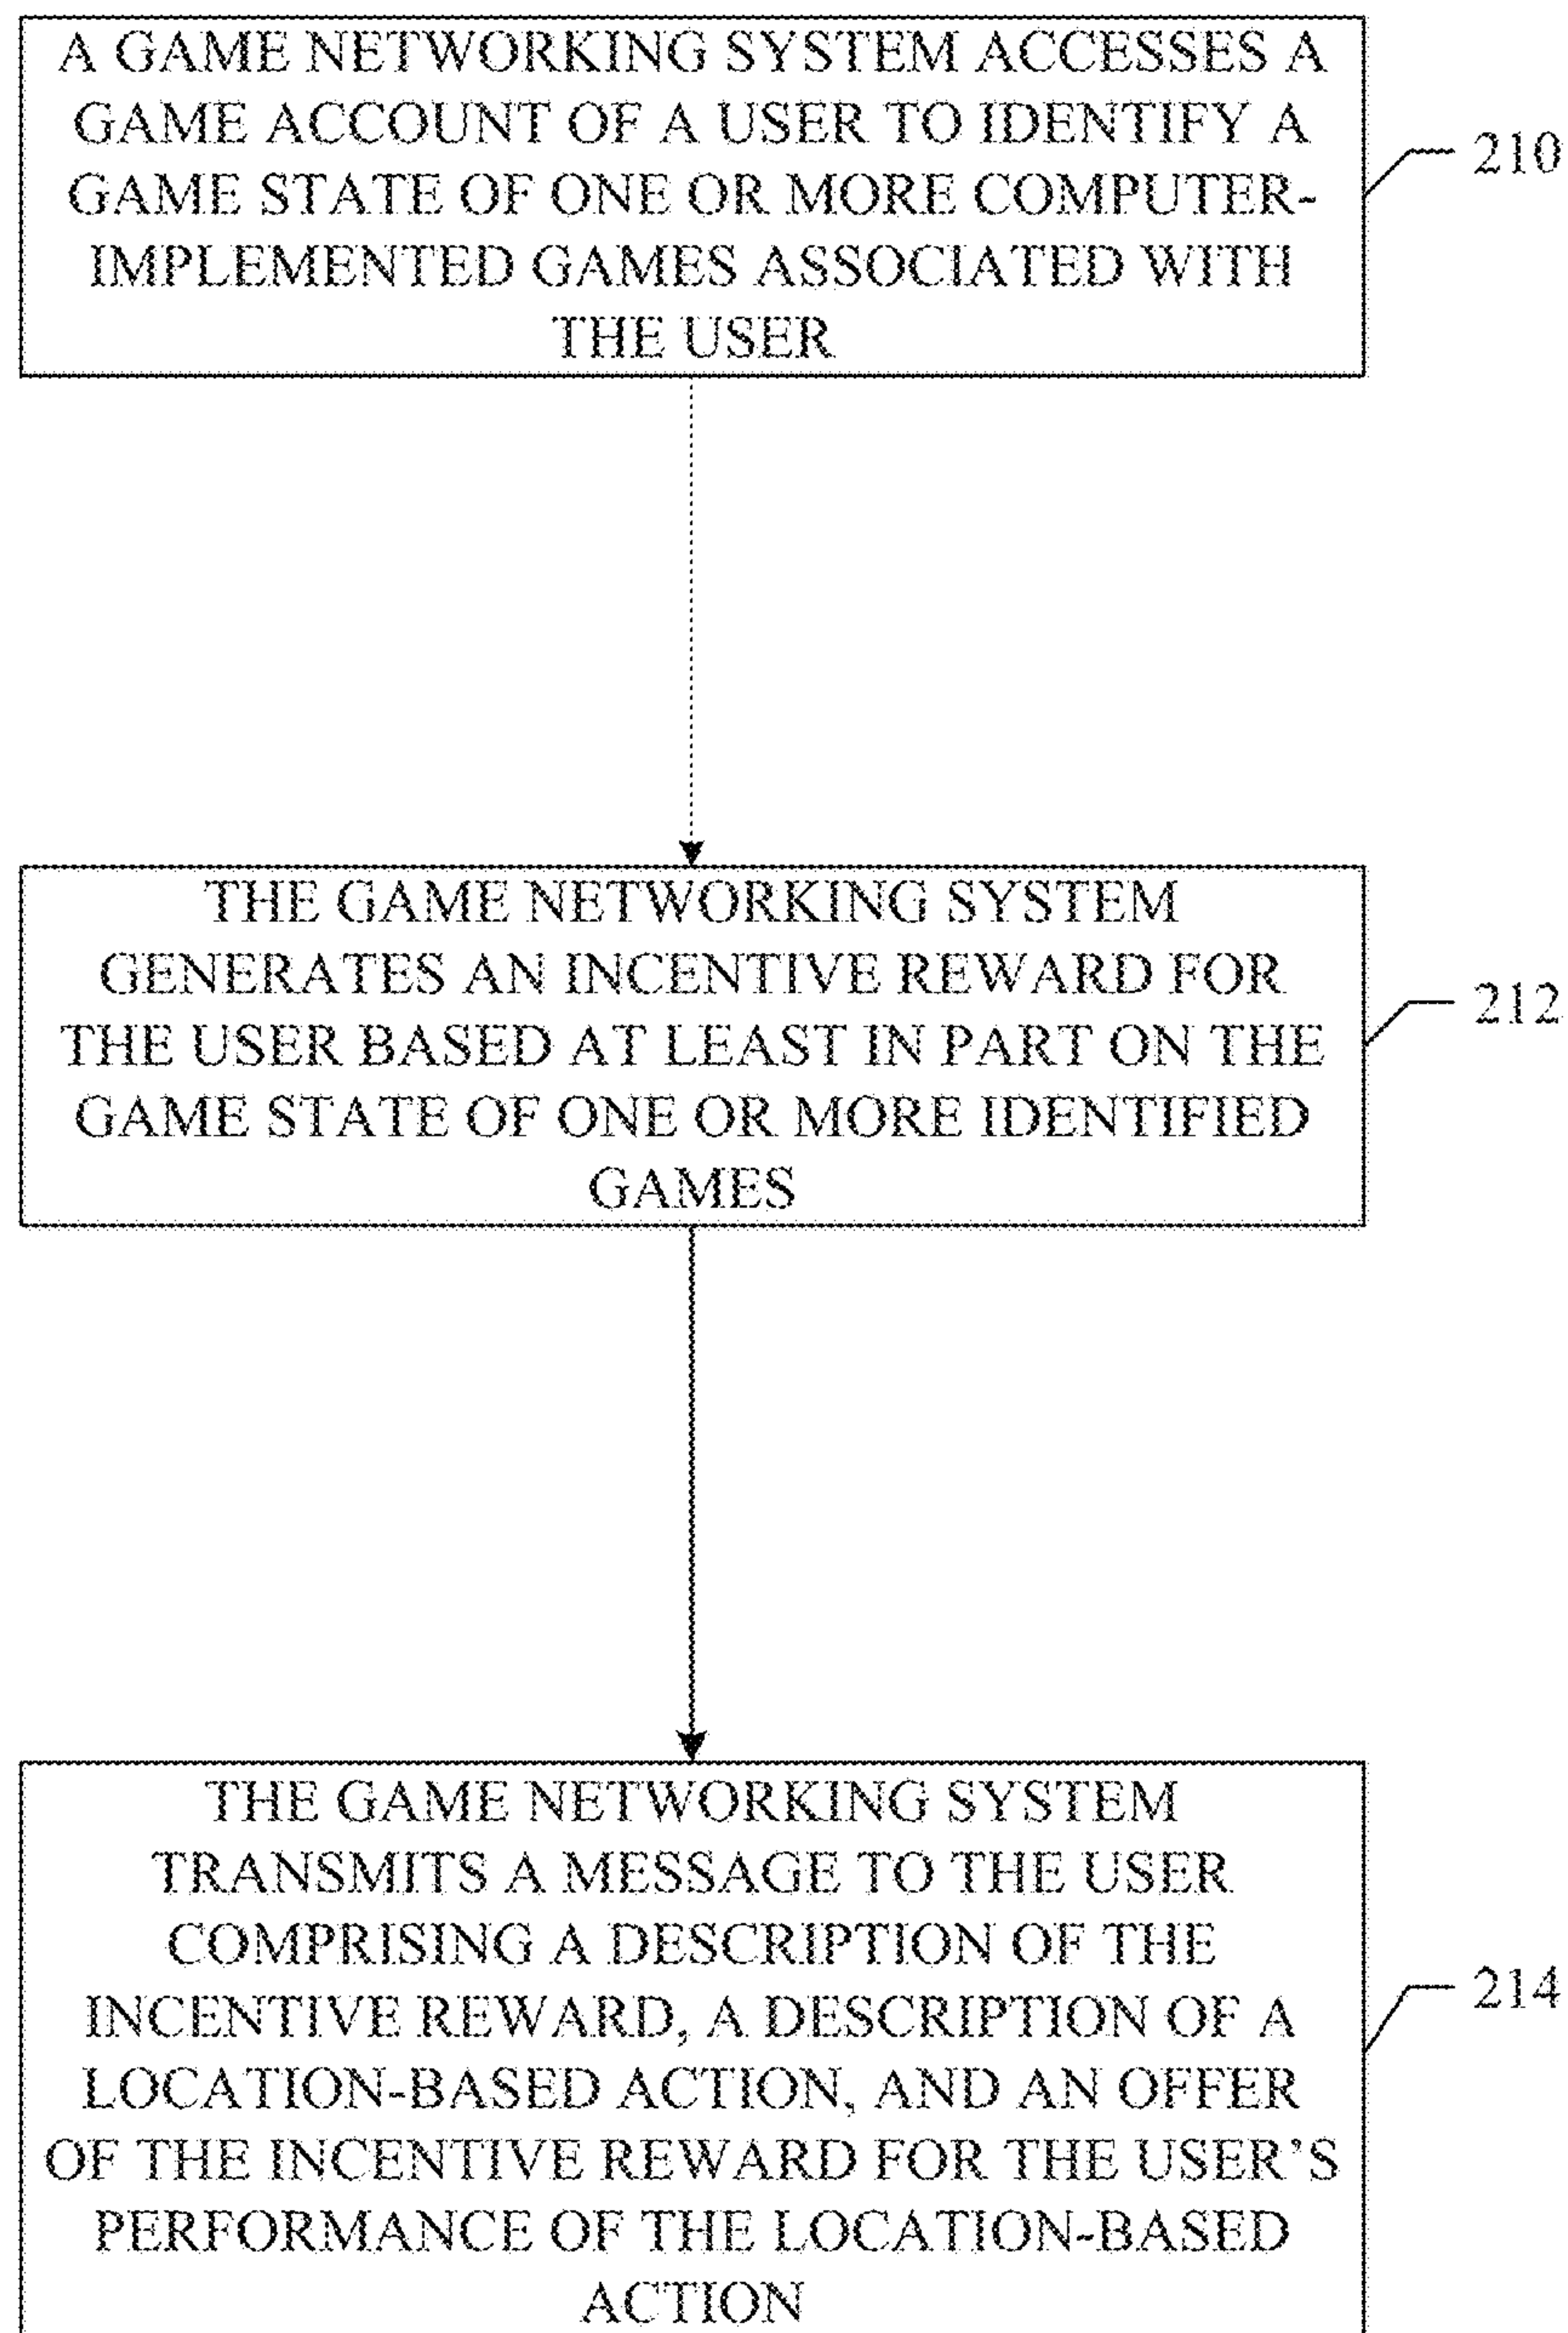 A GAME NETWORKING SYSTEM ACCESSES A
GAME ACCOUNT OF A USER TO IDENTIFY A
GAME STATE OF ONE OR MORE COMPUTER-
IMPLEMENTED GAMES ASSOCIATED WITH
THE USER
210
THE GAME NETWORKING SYSTEM
GENERATES AN INCENTIVE REWARD FOR
THE USER BASED AT LEAST IN PART ON THE
GAME STATE OF ONE OR MORE IDENTIFIED
GAMES
212
THE GAME NETWORKING SYSTEM
TRANSMITS A MESSAGE TO THE USER
COMPRISING A DESCRIPTION OF THE
INCENTIVE REWARD, A DESCRIPTION OF A
LOCATION-BASED ACTION, AND AN OFFER
OF THE INCENTIVE REWARD FOR THE USER’S
PERFORMANCE OF THE LOCATION-BASED
ACTION
214